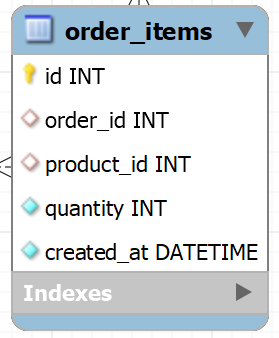 order_items
id INT
order_id INT
product_id INT
quantity INT
created_at DATETIME
Indexes